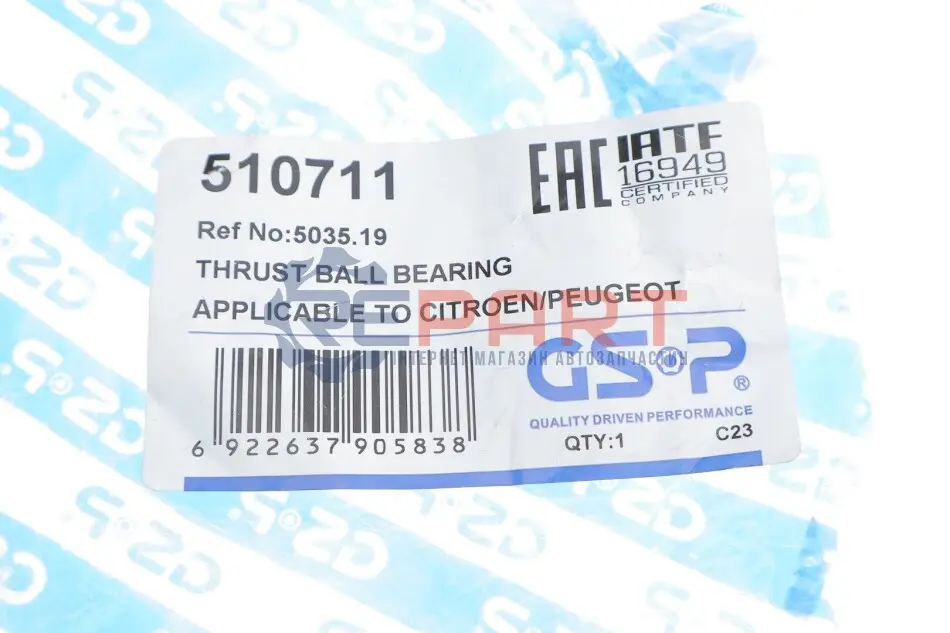 510711
EAC
IATF
16949
CERTIFIED
COMPANY
Ref No:5035.19
THRUST BALL BEARING
APPLICABLE TO CITROEN/PEUGEOT
REPART
ІНТЕРНЕТ МАГАЗИН АВТОЗАПЧАСТИН
GSP®
QUALITY DRIVEN PERFORMANCE
QTY:1 C23
6 922637 905838